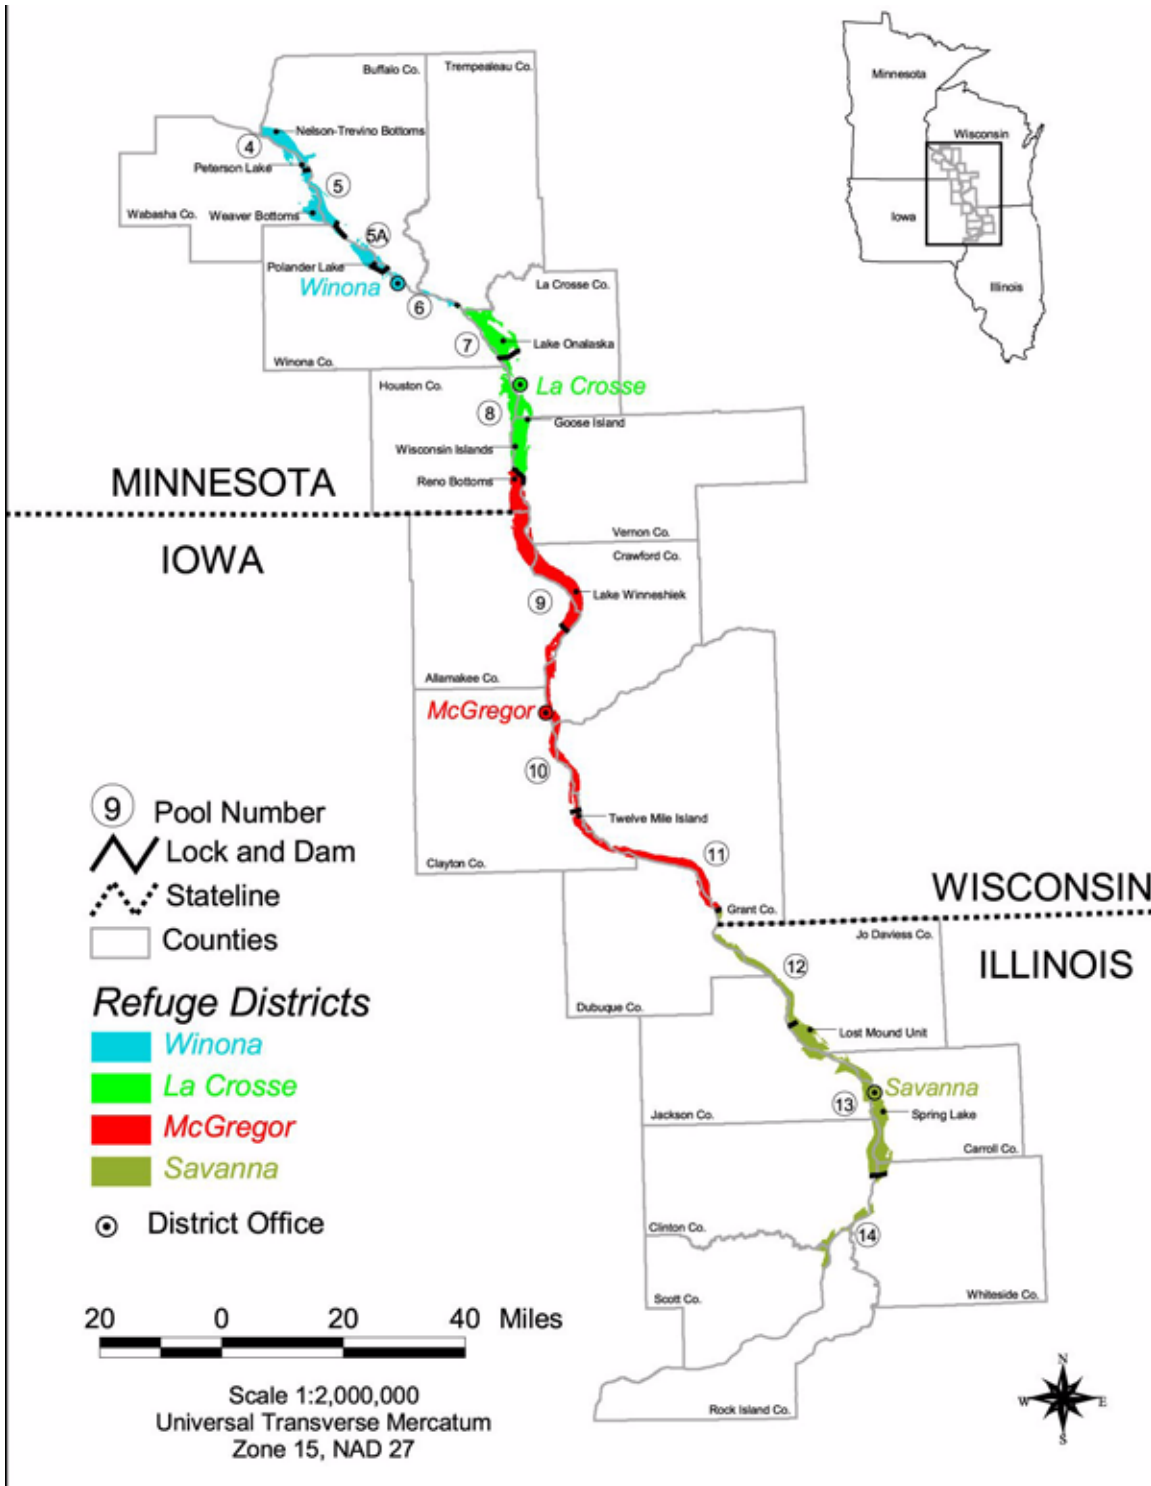 Minnesota
Wisconsin
Iowa
Illinois
Buffalo Co.
Trempealeau Co.
Nelson-Trevino Bottoms
4
Peterson Lake
5
Wabasha Co.
Weaver Bottoms
5A
Polander Lake
Winona
6
La Crosse Co.
7
Lake Onalaska
Winona Co.
Houston Co.
La Crosse
8
Goose Island
Wisconsin Islands
Reno Bottoms
MINNESOTA
IOWA
Vernon Co.
Crawford Co.
9
Lake Winneshiek
Allamakee Co.
McGregor
10
Twelve Mile Island
Clayton Co.
11
Grant Co.
WISCONSIN
ILLINOIS
Jo Daviess Co.
12
Dubuque Co.
Lost Mound Unit
Savanna
13
Jackson Co.
Spring Lake
Carroll Co.
Clinton Co.
14
Scott Co.
Whiteside Co.
Rock Island Co.
9 Pool Number
Lock and Dam
Stateline
Counties
Refuge Districts
Winona
La Crosse
McGregor
Savanna
District Office
20 0 20 40 Miles
Scale 1:2,000,000
Universal Transverse Mercatum
Zone 15, NAD 27
N
W E
S